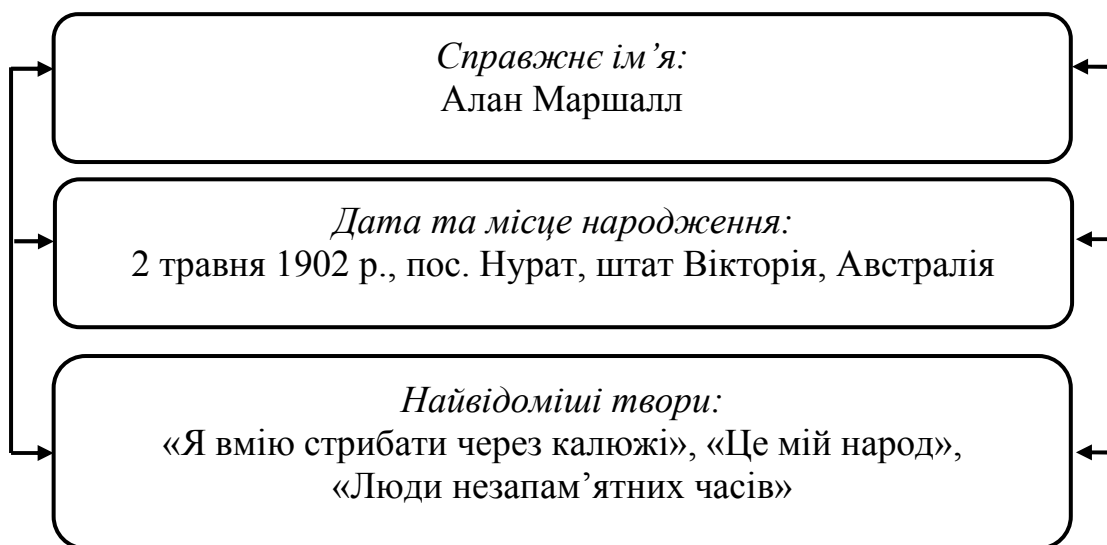 Справжнє ім’я:
Алан Маршалл
Дата та місце народження:
2 травня 1902 р., пос. Нурат, штат Вікторія, Австралія
Найвідоміші твори:
«Я вмію стрибати через калюжі», «Це мій народ»,
«Люди незапам’ятних часів»